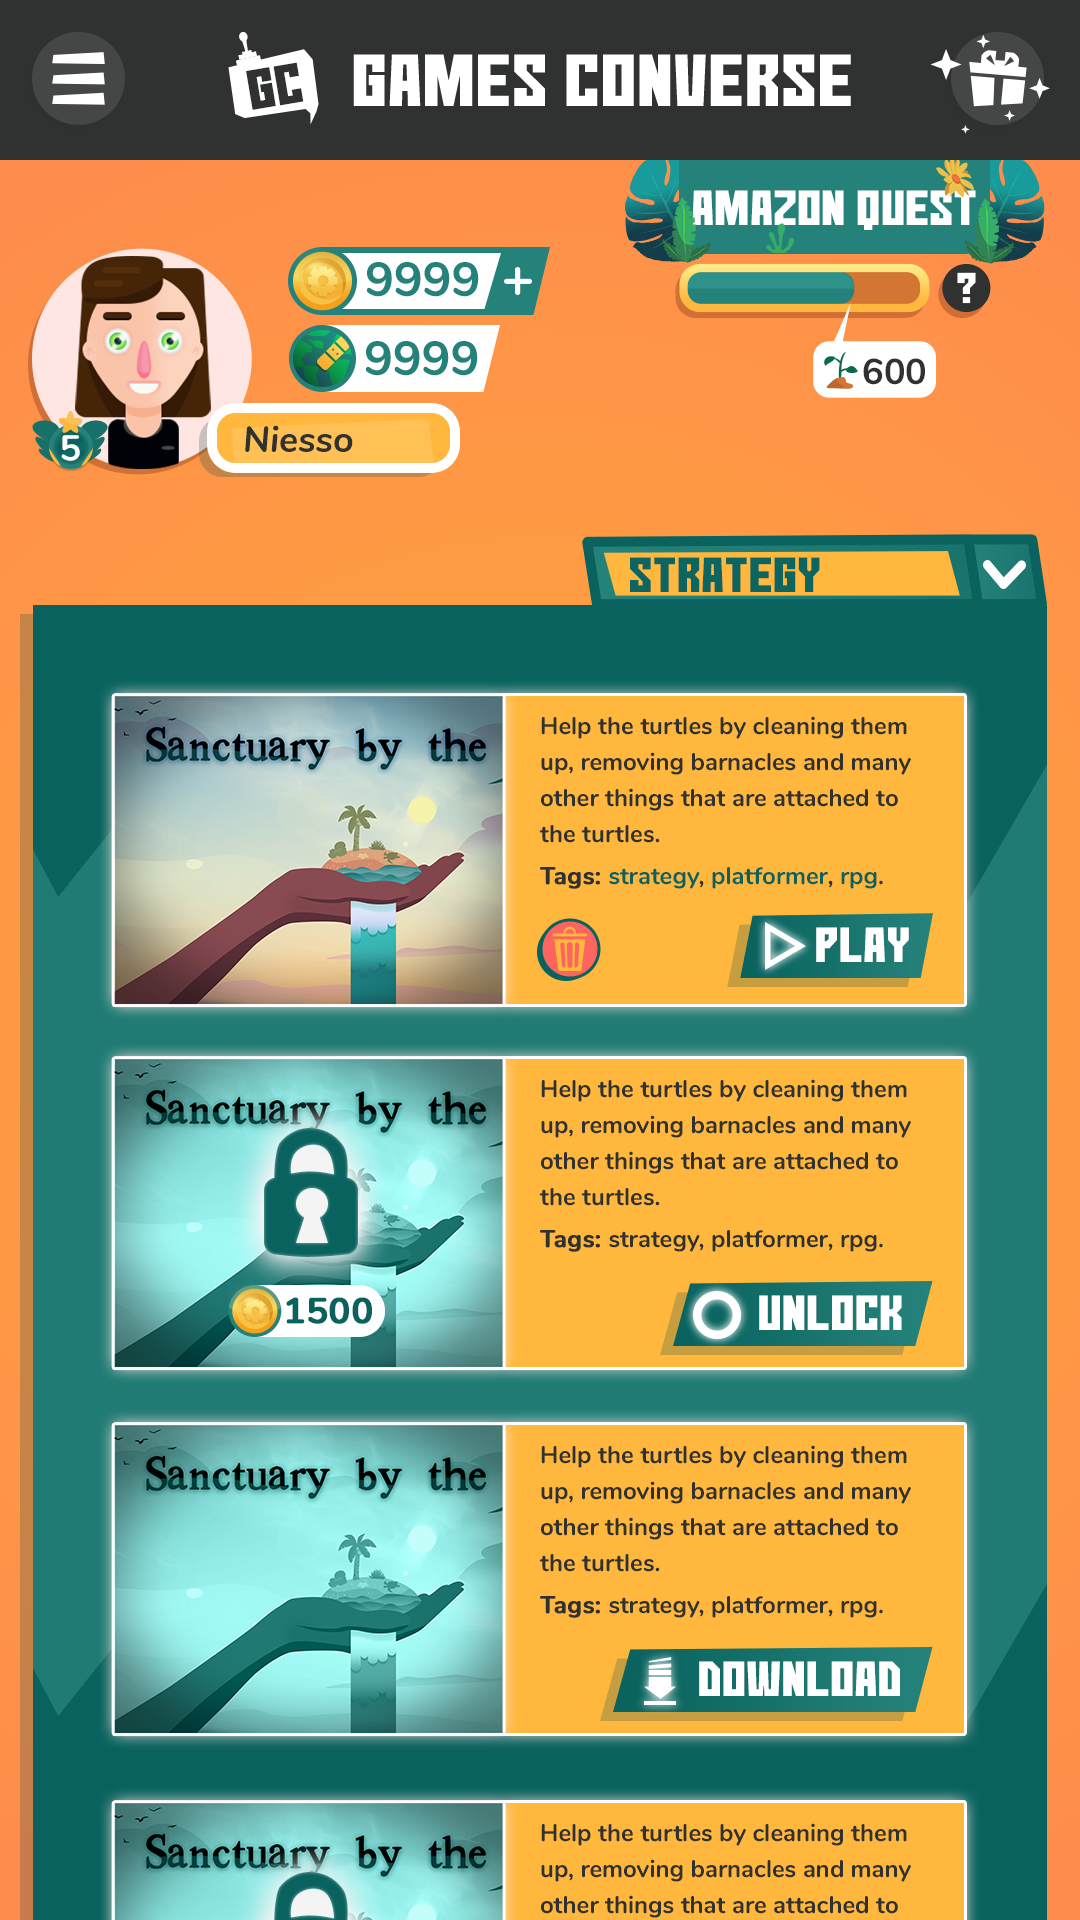 GC GAMES CONVERSE
AMAZON QUEST
9999 +
?
9999
600
5
Niesso
STRATEGY
Sanctuary by the
Help the turtles by cleaning them
up, removing barnacles and many
other things that are attached to
the turtles.
Tags: strategy, platformer, rpg.
PLAY
Sanctuary by the
1500
Help the turtles by cleaning them
up, removing barnacles and many
other things that are attached to
the turtles.
Tags: strategy, platformer, rpg.
UNLOCK
Sanctuary by the
Help the turtles by cleaning them
up, removing barnacles and many
other things that are attached to
the turtles.
Tags: strategy, platformer, rpg.
DOWNLOAD
Sanctuary by the
Help the turtles by cleaning them
up, removing barnacles and many
other things that are attached to